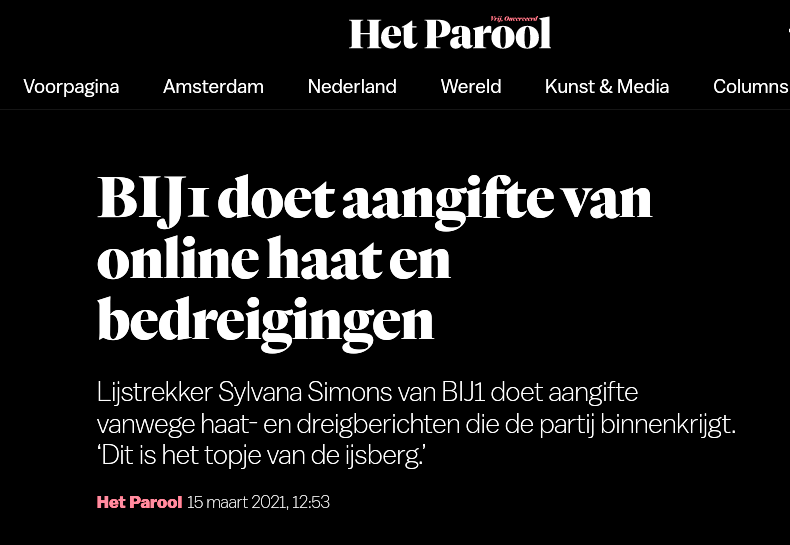 Vrij, Onverveerd
Het Parool
Voorpagina Amsterdam Nederland Wereld Kunst & Media Columns
BIJ1 doet aangifte van
online haat en
bedreigingen
Lijstrekker Sylvana Simons van BIJ1 doet aangifte
vanwege haat- en dreigberichten die de partij binnenkrijgt.
‘Dit is het topje van de ijsberg.’
Het Parool 15 maart 2021, 12:53